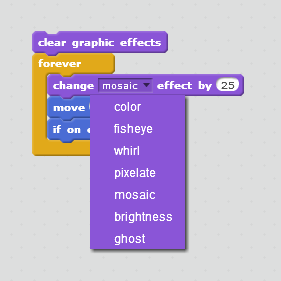 clear graphic effects
forever
change mosaic effect by 25
move
if on
color
fisheye
whirl
pixelate
mosaic
brightness
ghost